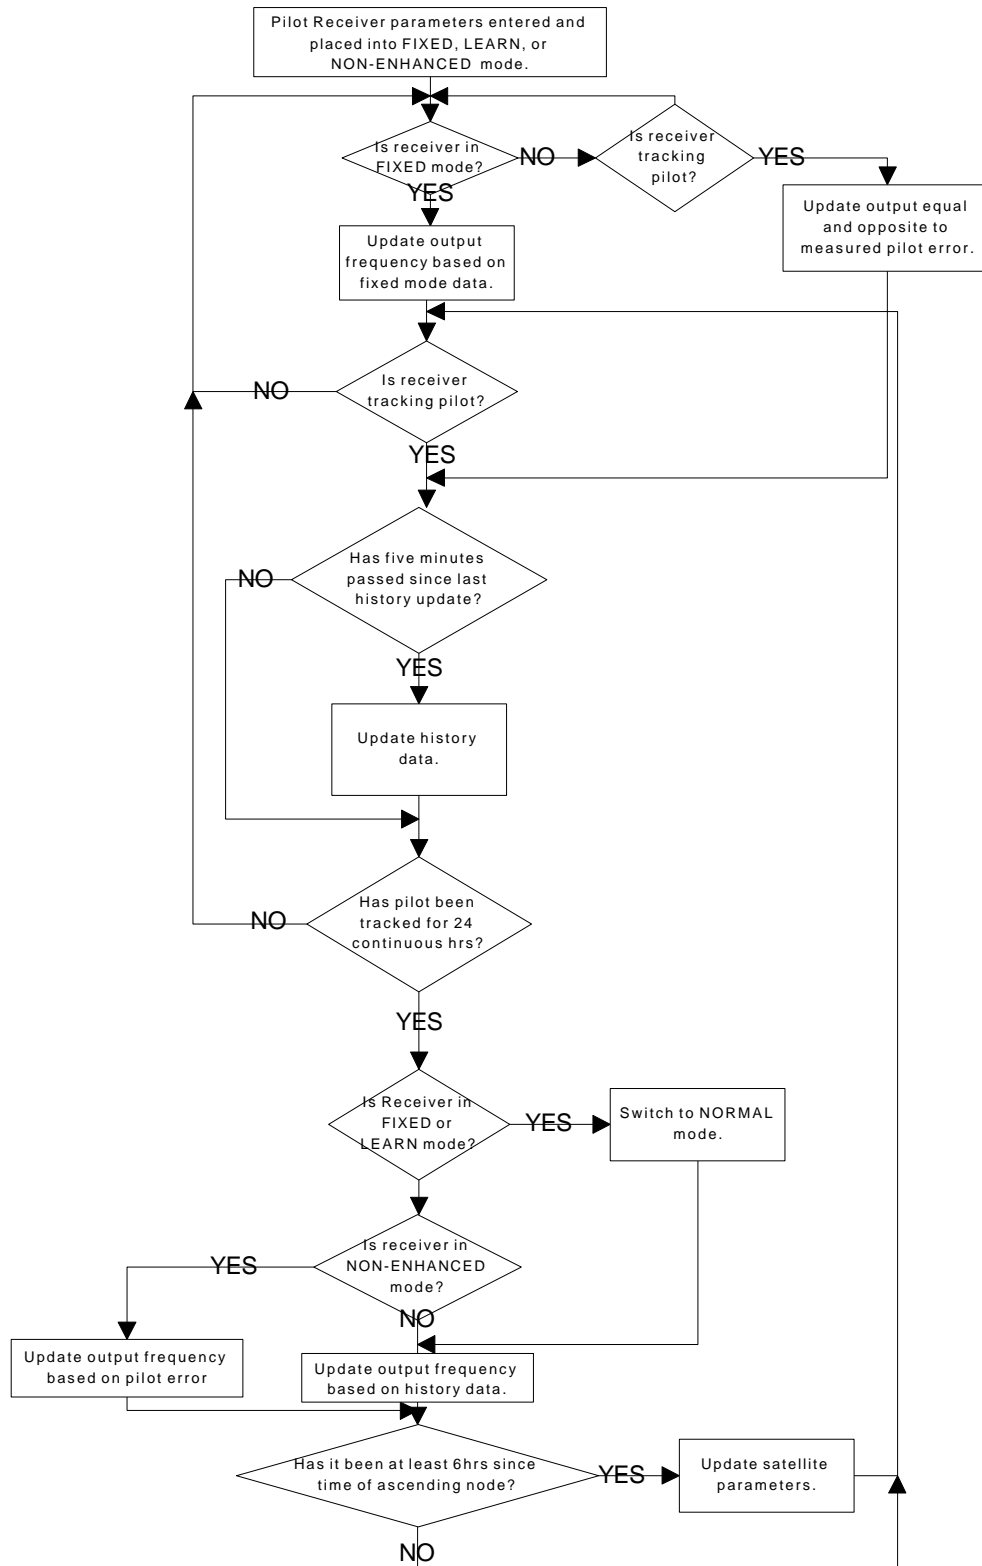 Pilot Receiver parameters entered and
placed into FIXED, LEARN, or
NON-ENHANCED mode.
Is receiver in
FIXED mode?
NO
Is receiver
tracking
pilot?
YES
YES
Update output equal
and opposite to
measured pilot error.
Update output
frequency based on
fixed mode data.
Is receiver
tracking pilot?
NO
YES
Has five minutes
passed since last
history update?
NO
YES
Update history
data.
Has pilot been
tracked for 24
continuous hrs?
NO
YES
Is Receiver in
FIXED or
LEARN mode?
YES
Switch to NORMAL
mode.
Is receiver in
NON-ENHANCED
mode?
YES
NO
Update output frequency
based on pilot error
Update output frequency
based on history data.
Has it been at least 6hrs since
time of ascending node?
YES
Update satellite
parameters.
NO